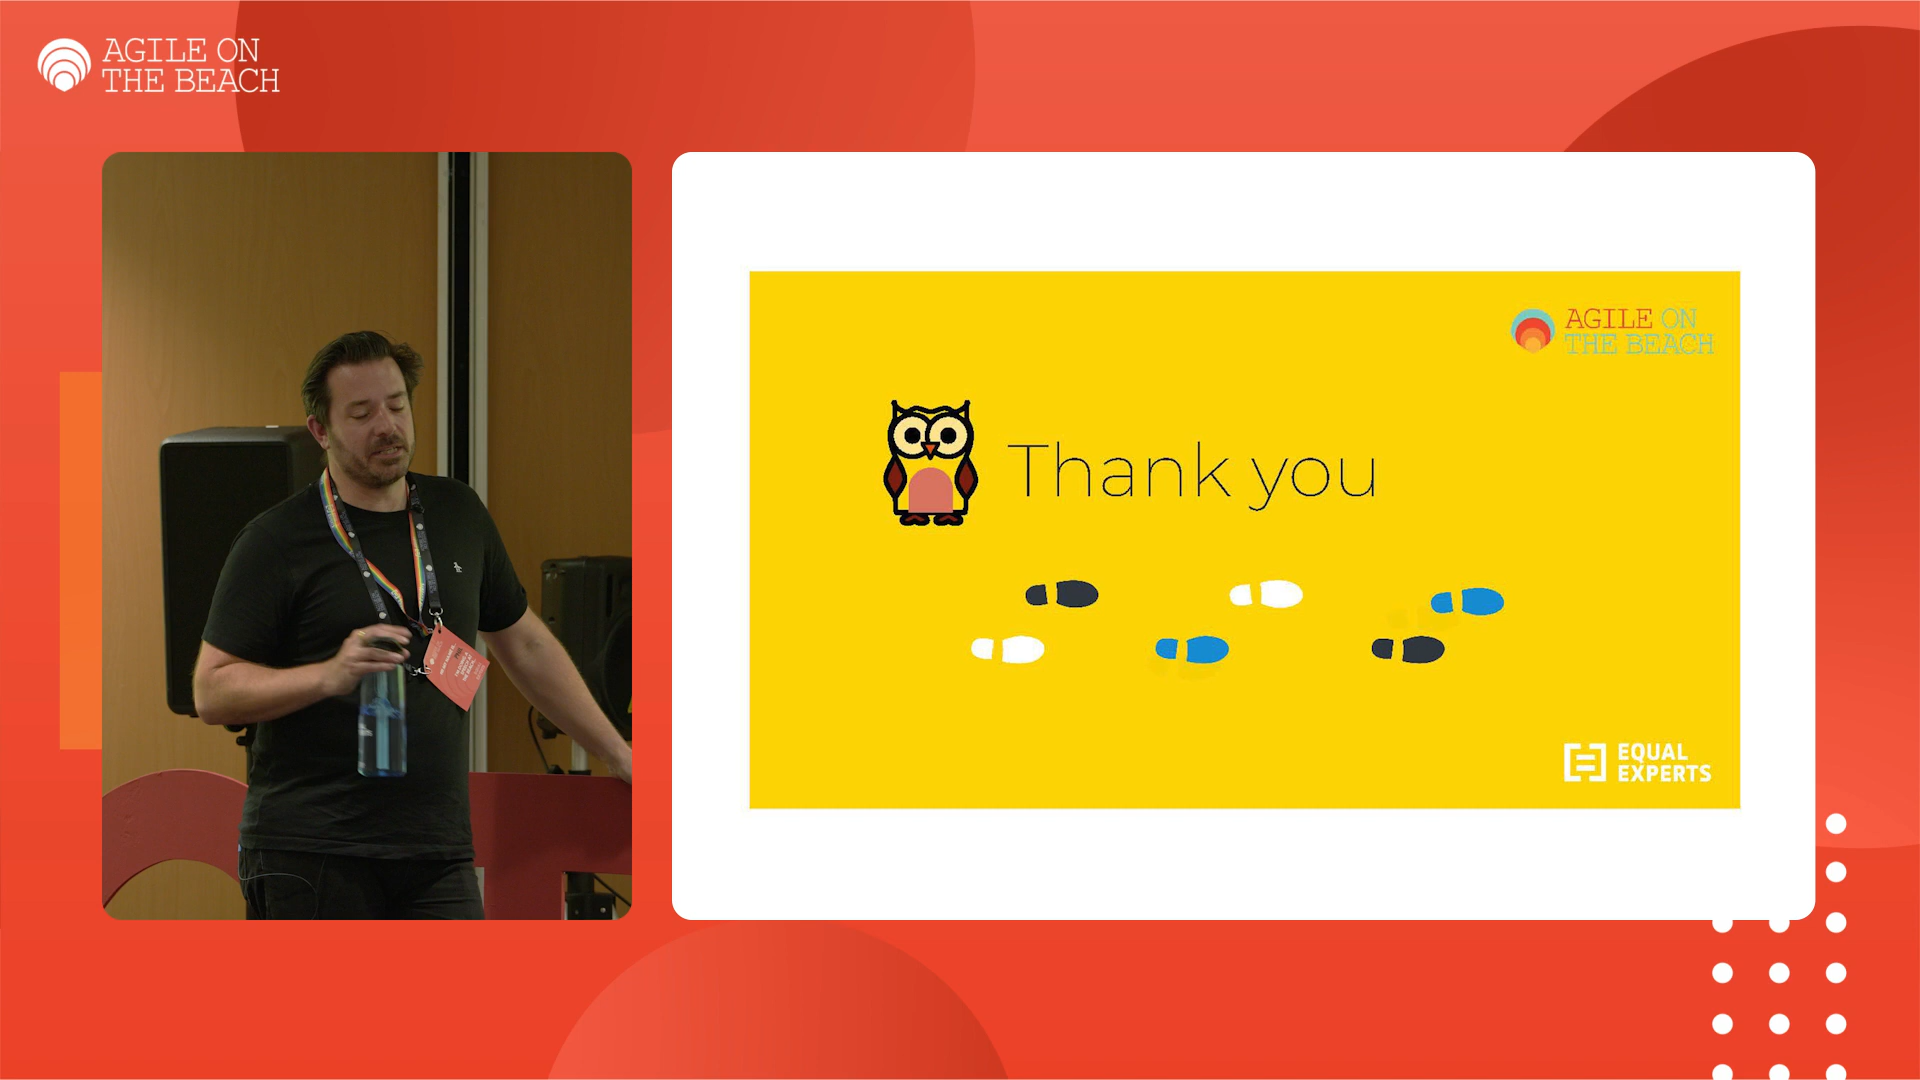 AGILE ON
THE BEACH
AGILE ON
THE BEACH
Thank you
EQUAL
EXPERTS